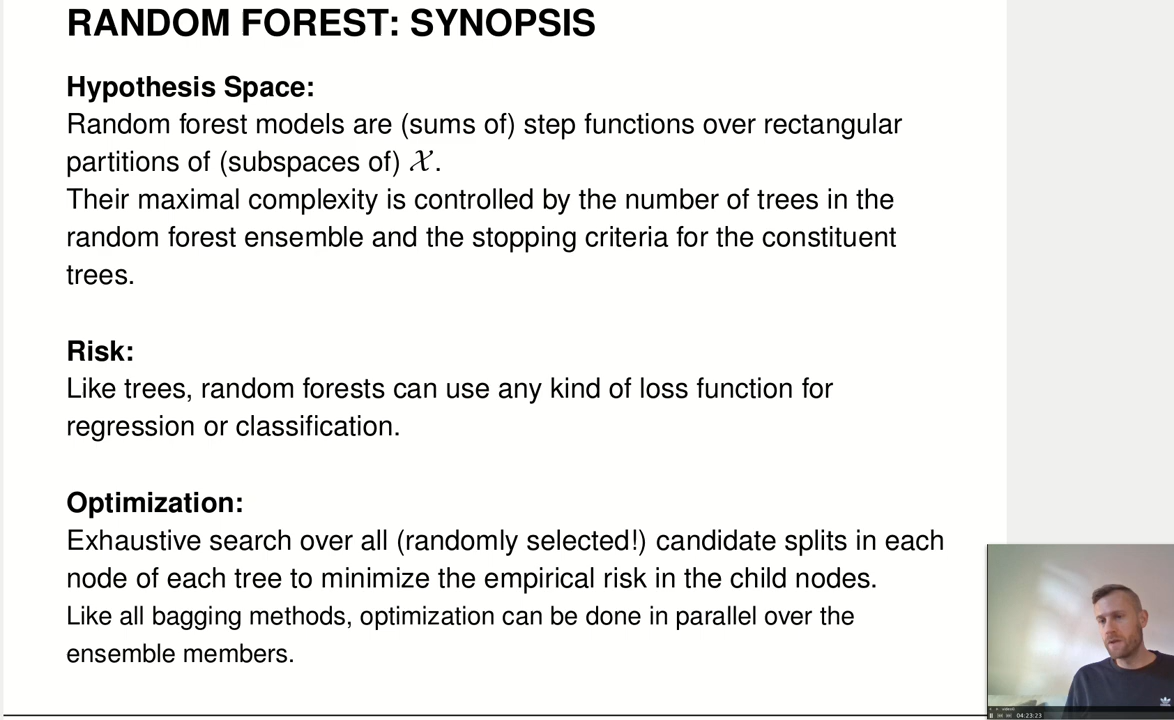 RANDOM FOREST: SYNOPSIS
Hypothesis Space:
Random forest models are (sums of) step functions over rectangular
partitions of (subspaces of) 𝒳.
Their maximal complexity is controlled by the number of trees in the
random forest ensemble and the stopping criteria for the constituent
trees.
Risk:
Like trees, random forests can use any kind of loss function for
regression or classification.
Optimization:
Exhaustive search over all (randomly selected!) candidate splits in each
node of each tree to minimize the empirical risk in the child nodes.
Like all bagging methods, optimization can be done in parallel over the
ensemble members.
04:23:23